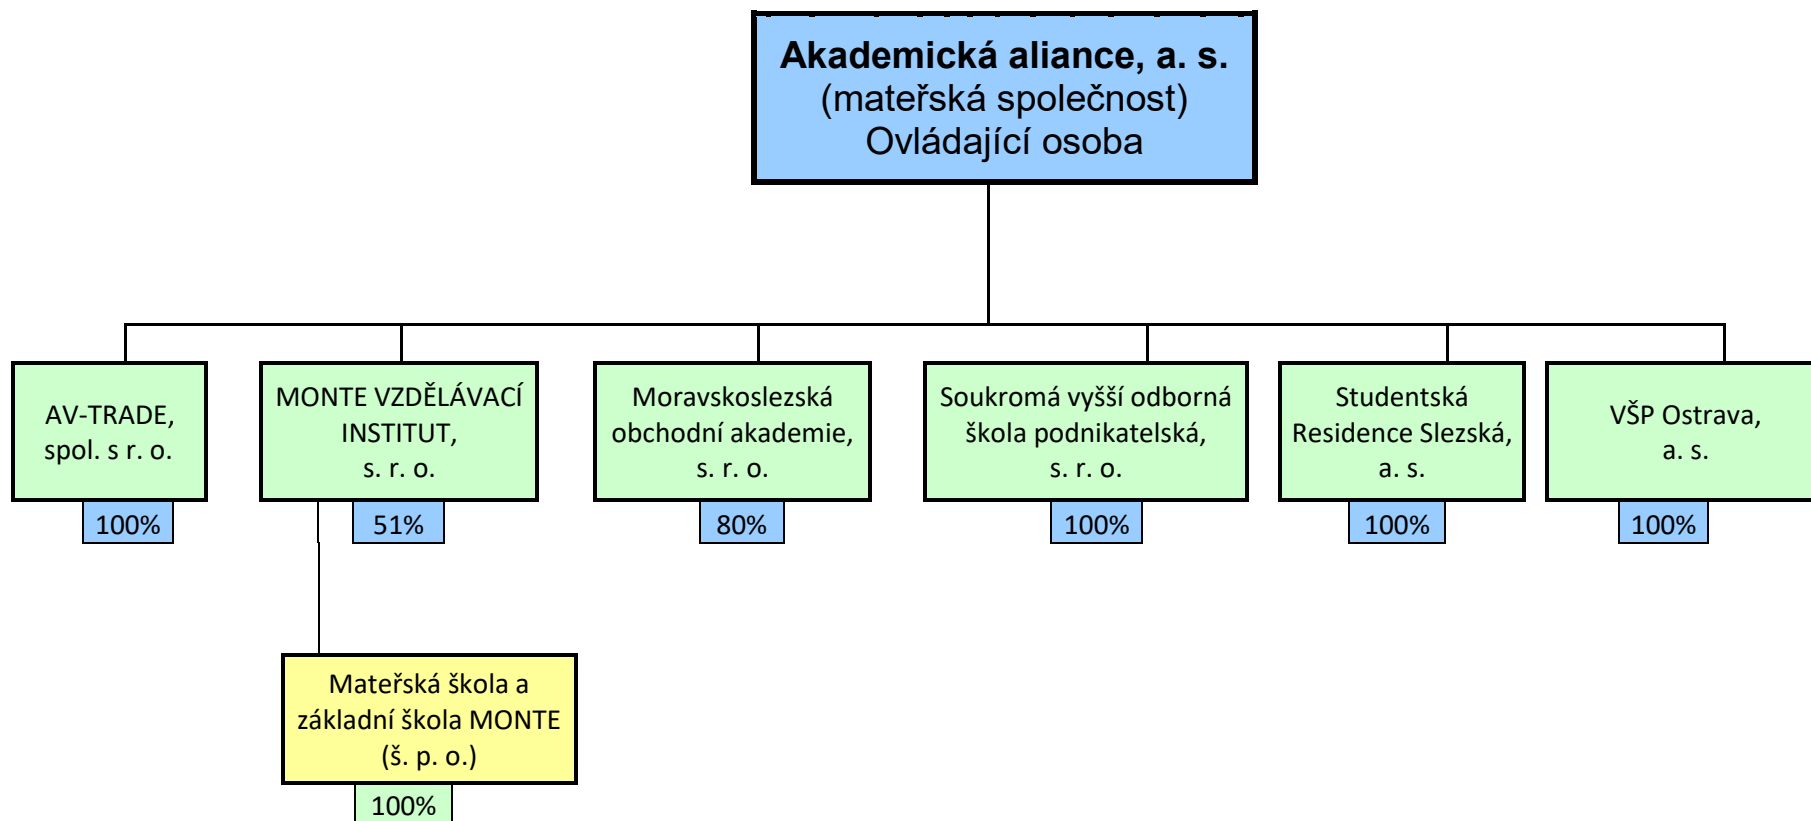 Akademická aliance, a. s.
(mateřská společnost)
Ovládající osoba
AV-TRADE,
spol. s r. o.
100%
MONTE VZDĚLÁVACÍ
INSTITUT,
s. r. o.
51%
Moravskoslezská
obchodní akademie,
s. r. o.
80%
Soukromá vyšší odborná
škola podnikatelská,
s. r. o.
100%
Studentská
Residence Slezská,
a. s.
100%
VŠP Ostrava,
a. s.
100%
Mateřská škola a
základní škola MONTE
(š. p. o.)
100%